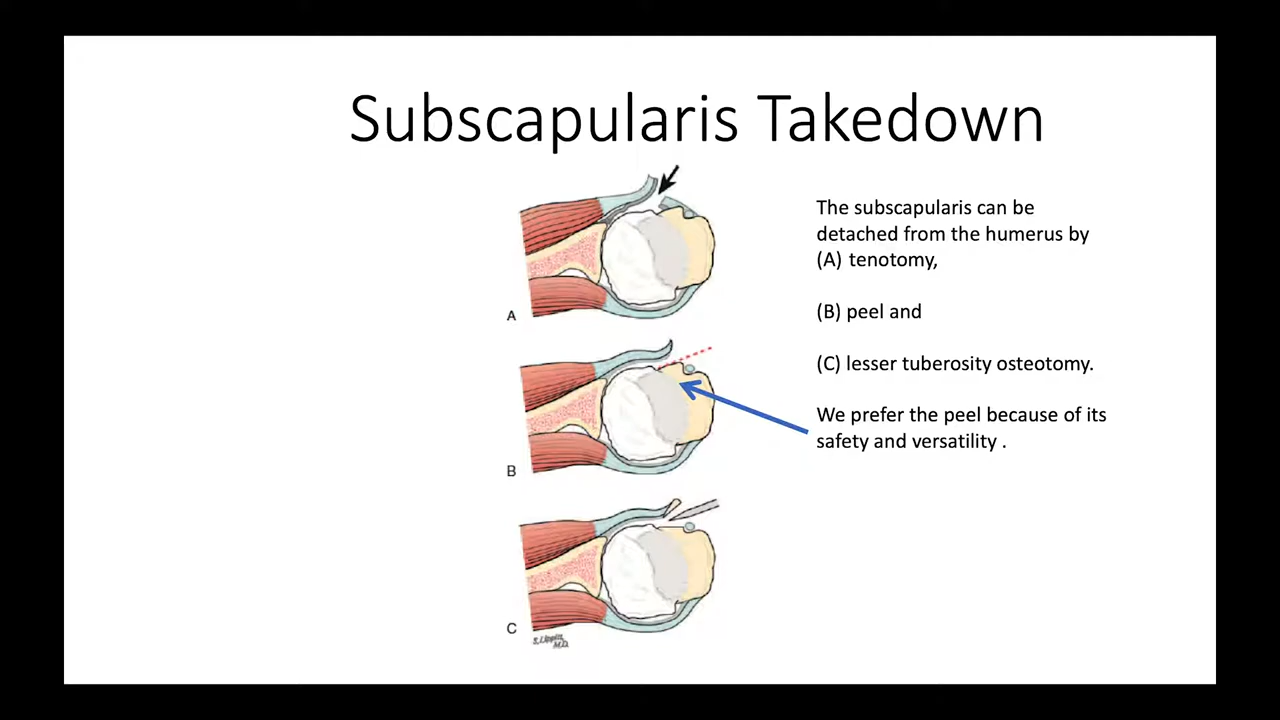 Subscapularis Takedown
The subscapularis can be
detached from the humerus by
(A) tenotomy,
(B) peel and
(C) lesser tuberosity osteotomy.
We prefer the peel because of its
safety and versatility .
A
B
C
M.D.